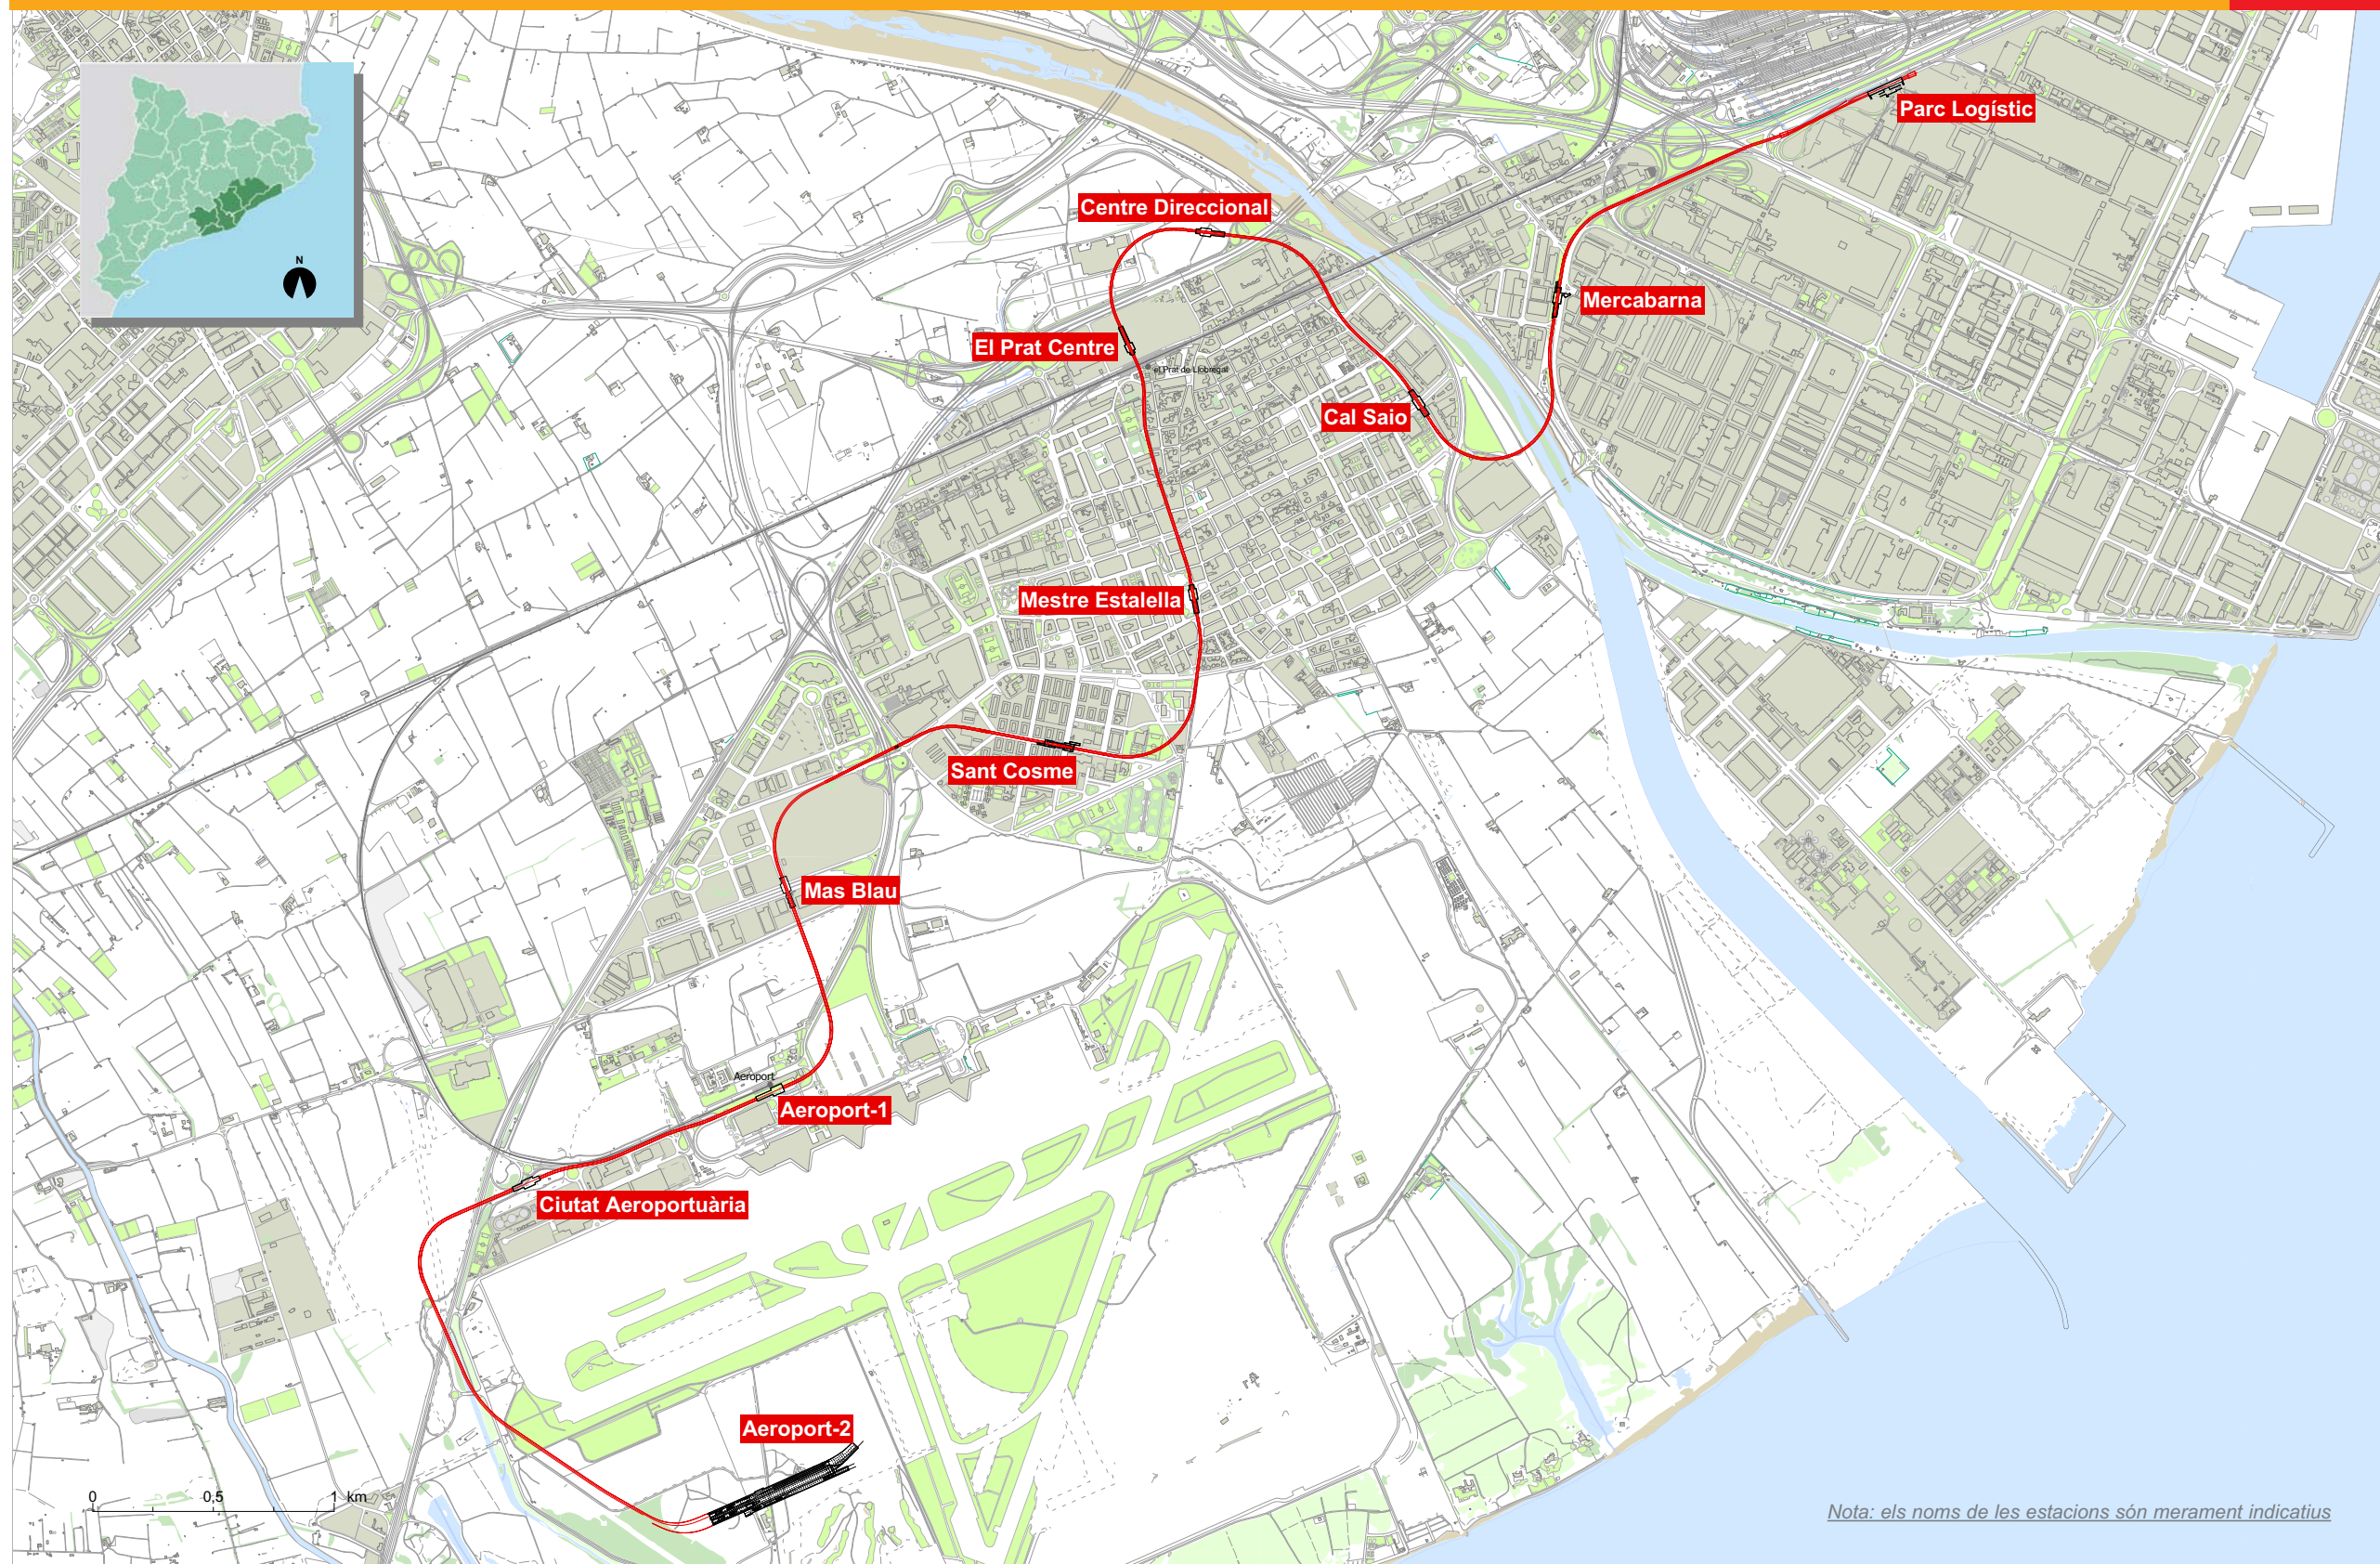 N
Parc Logístic
Centre Direccional
Mercabarna
El Prat Centre
el Prat de Llobregat
Cal Saio
Mestre Estalella
Sant Cosme
Mas Blau
Aeroport
Aeroport-1
Ciutat Aeroportuària
Aeroport-2
0 0,5 1 km
Nota: els noms de les estacions són merament indicatius